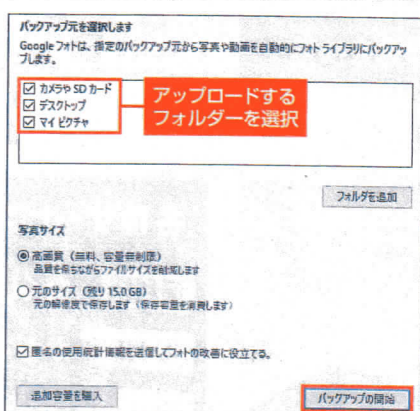 バックアップ元を選択します
Google フォトは、指定のバックアップ元から写真や動画を自動的にフォトライブラリにバックアッ
プします。
カメラや SD カード
デスクトップ
マイ ピクチャ
アップロードする
フォルダーを選択
フォルダを追加
写真サイズ
高画質（無料、容量無制限）
品質を保ちながらファイルサイズを削減します
元のサイズ（残り 15.0 GB）
元の解像度で保存します（保存容量を消費します）
匿名の使用統計情報を送信してフォトの改善に役立てる。
追加容量を購入
バックアップの開始